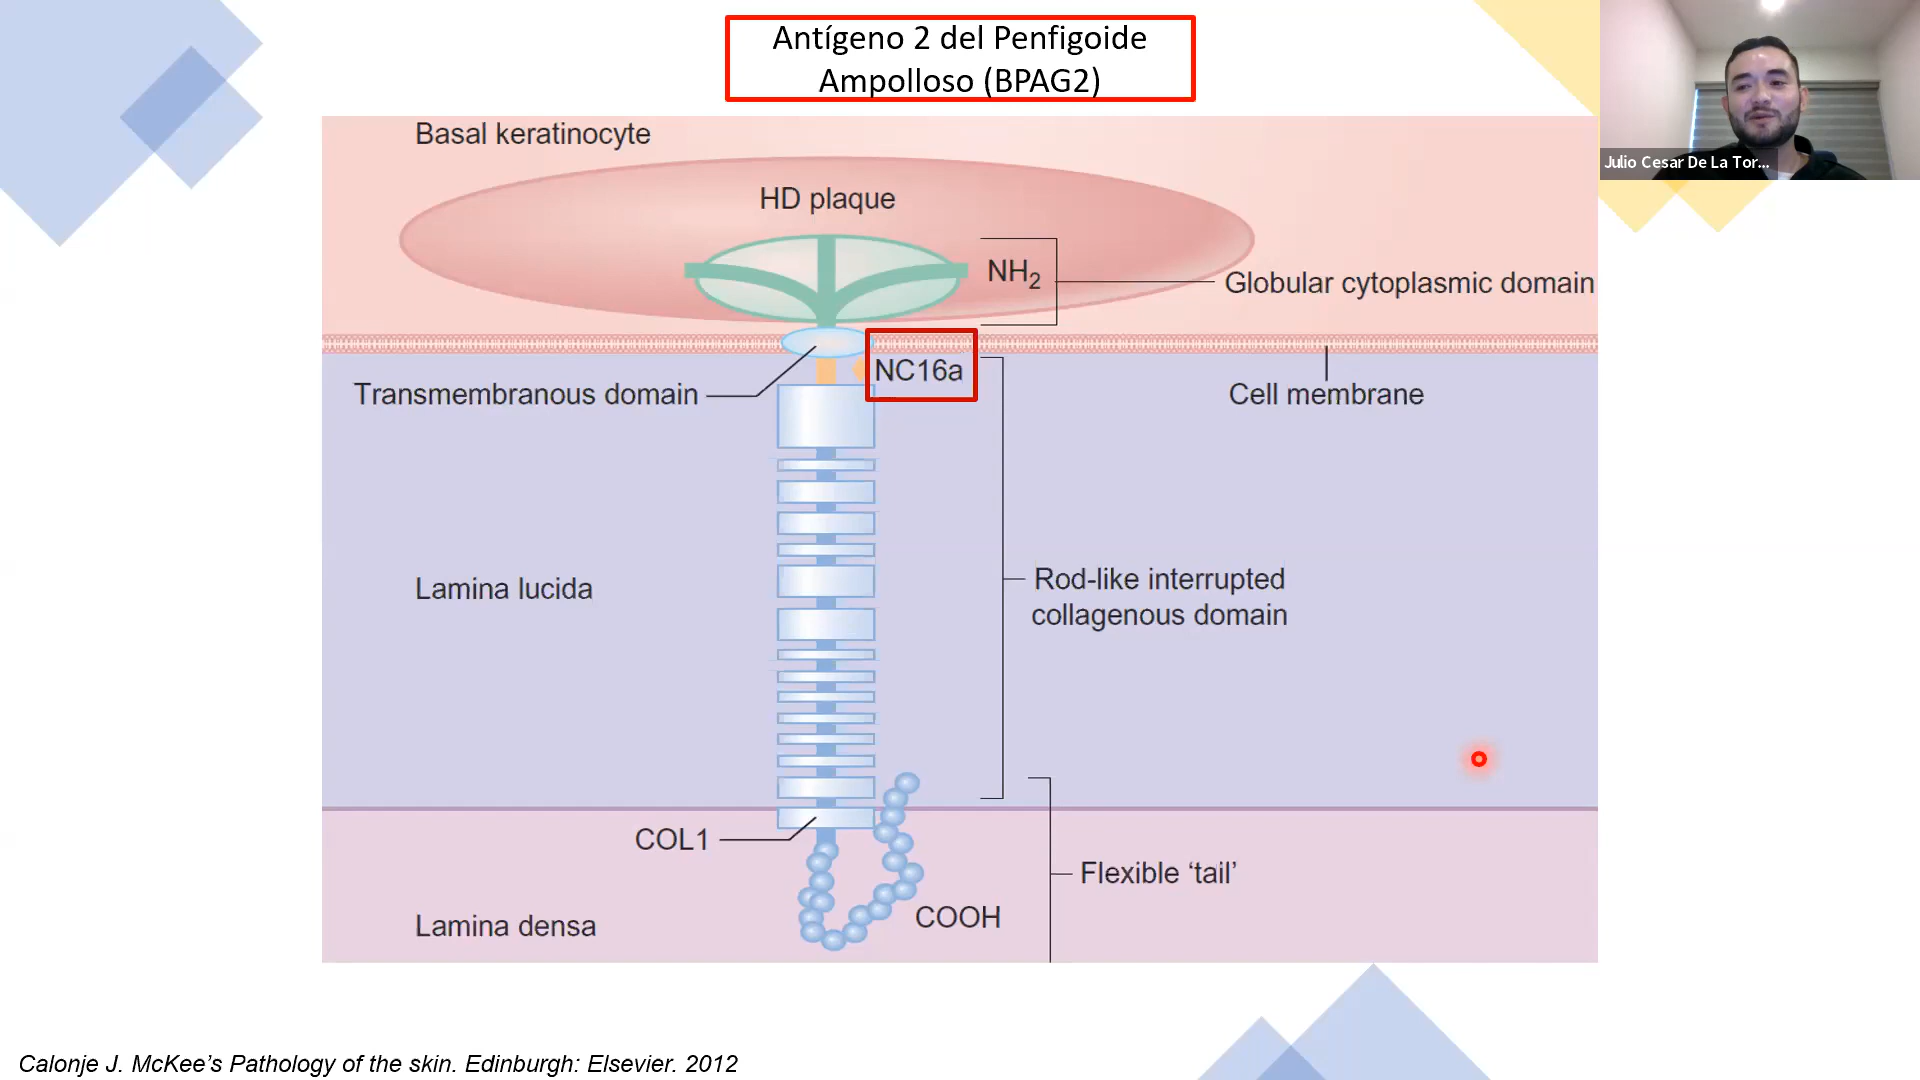 Antígeno 2 del Penfigoide
Ampolloso (BPAG2)
Julio Cesar De La Tor...
Basal keratinocyte
HD plaque
NH2
Globular cytoplasmic domain
NC16a
Transmembranous domain
Cell membrane
Lamina lucida
Rod-like interrupted
collagenous domain
COL1
Flexible ‘tail’
COOH
Lamina densa
Calonje J. McKee’s Pathology of the skin. Edinburgh: Elsevier. 2012